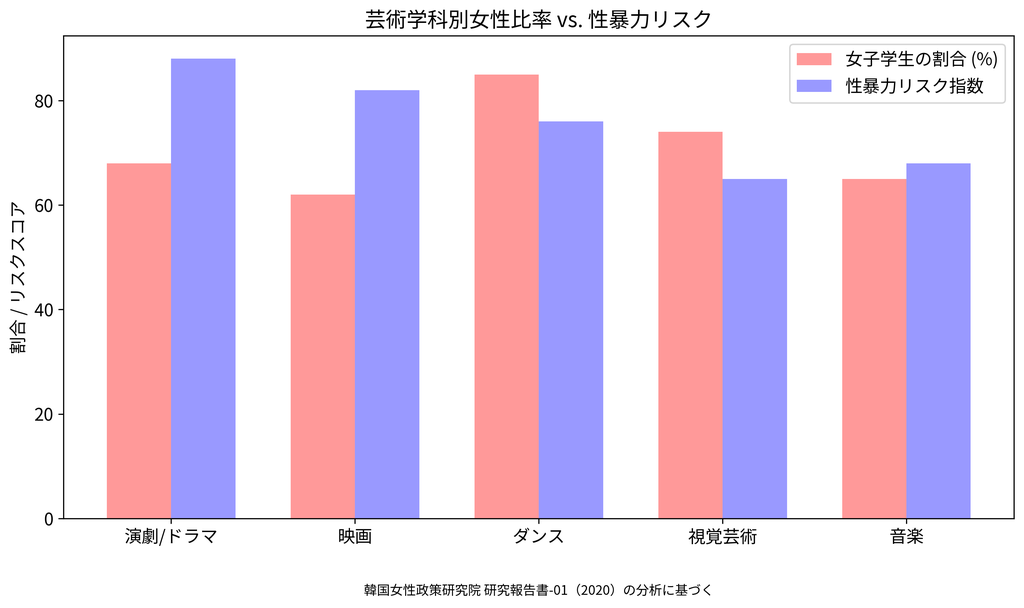 芸術学科別女性比率 vs. 性暴力リスク
女子学生の割合 (%)
性暴力リスク指数
割合 / リスクスコア
80
60
40
20
0
演劇/ドラマ
映画
ダンス
視覚芸術
音楽
韓国女性政策研究院 研究報告書-01（2020）の分析に基づく